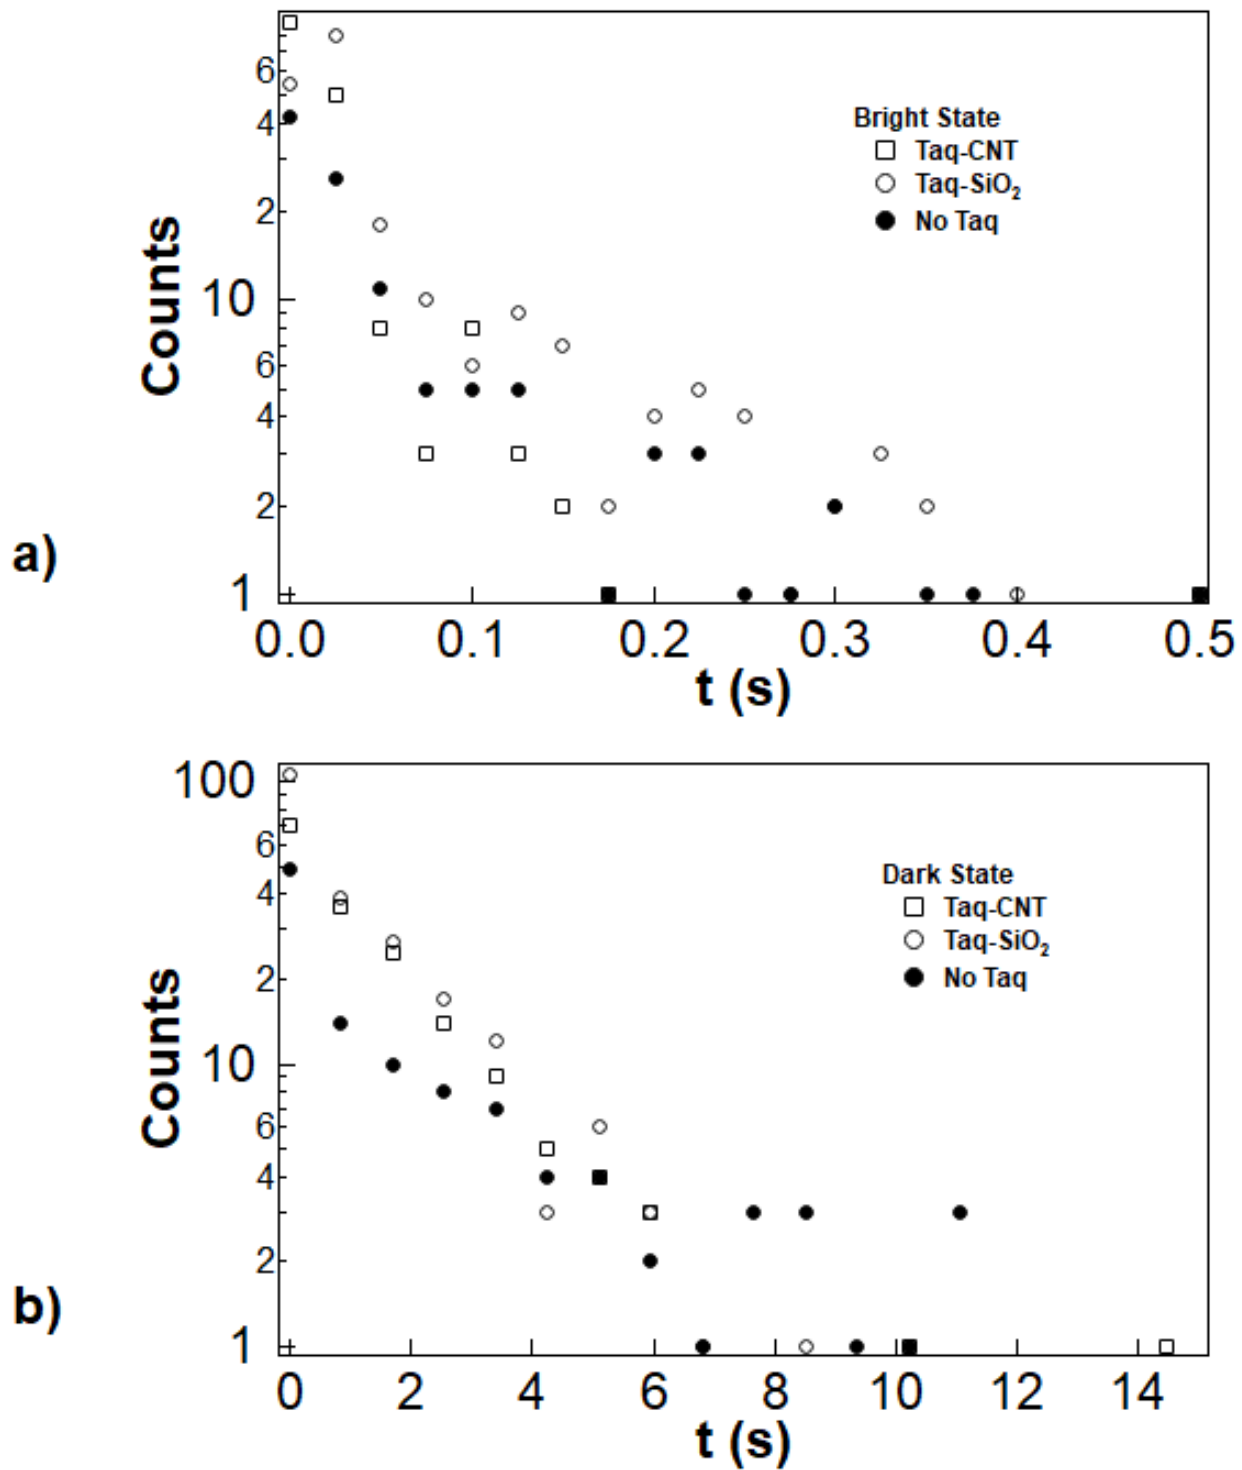 a)
Counts
6
4
2
10
6
4
2
1
Bright State
Taq-CNT
Taq-SiO₂
No Taq
0.0 0.1 0.2 0.3 0.4 0.5
t (s)
b)
Counts
100
6
4
2
10
6
4
2
1
Dark State
Taq-CNT
Taq-SiO₂
No Taq
0 2 4 6 8 10 12 14
t (s)